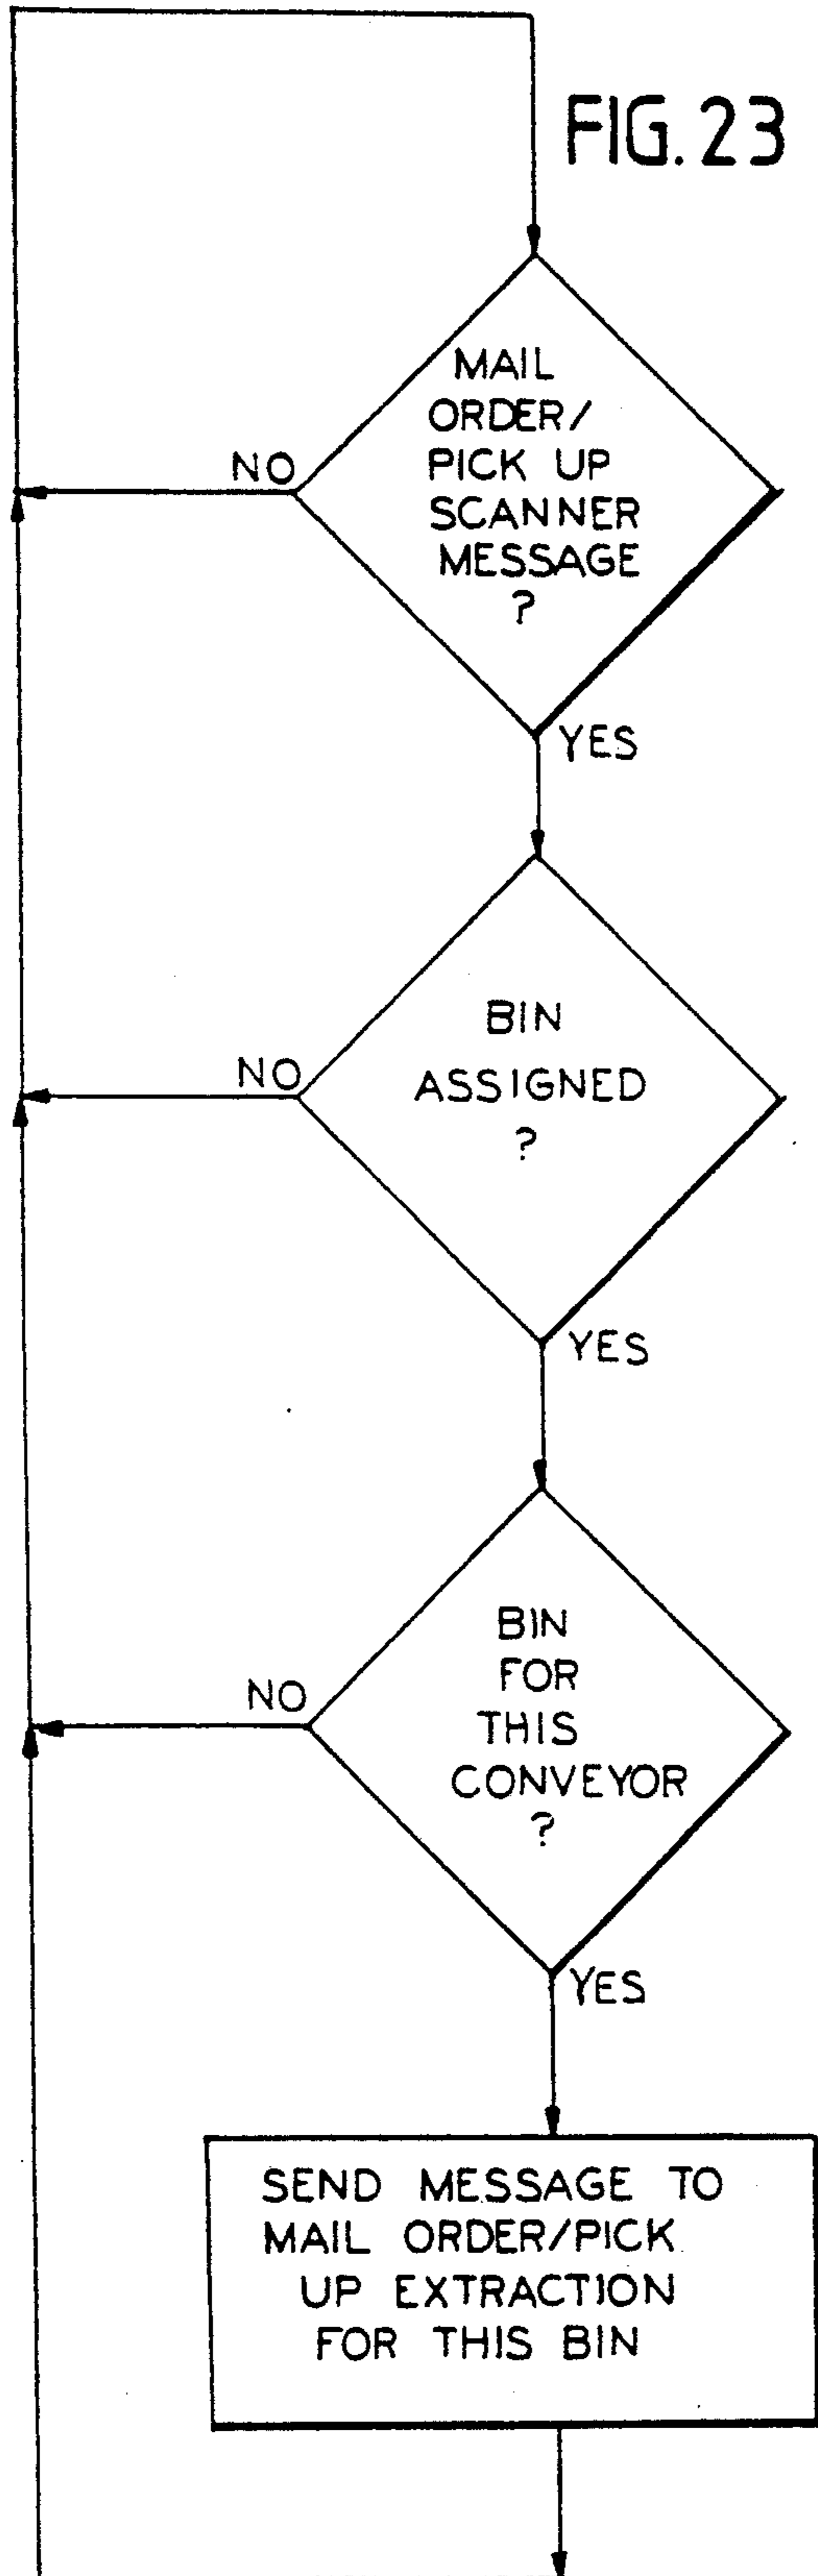 FIG. 23
MAIL
ORDER/
PICK UP
SCANNER
MESSAGE
?
NO
YES
BIN
ASSIGNED
?
NO
YES
BIN
FOR
THIS
CONVEYOR
?
NO
YES
SEND MESSAGE TO
MAIL ORDER/PICK
UP EXTRACTION
FOR THIS BIN